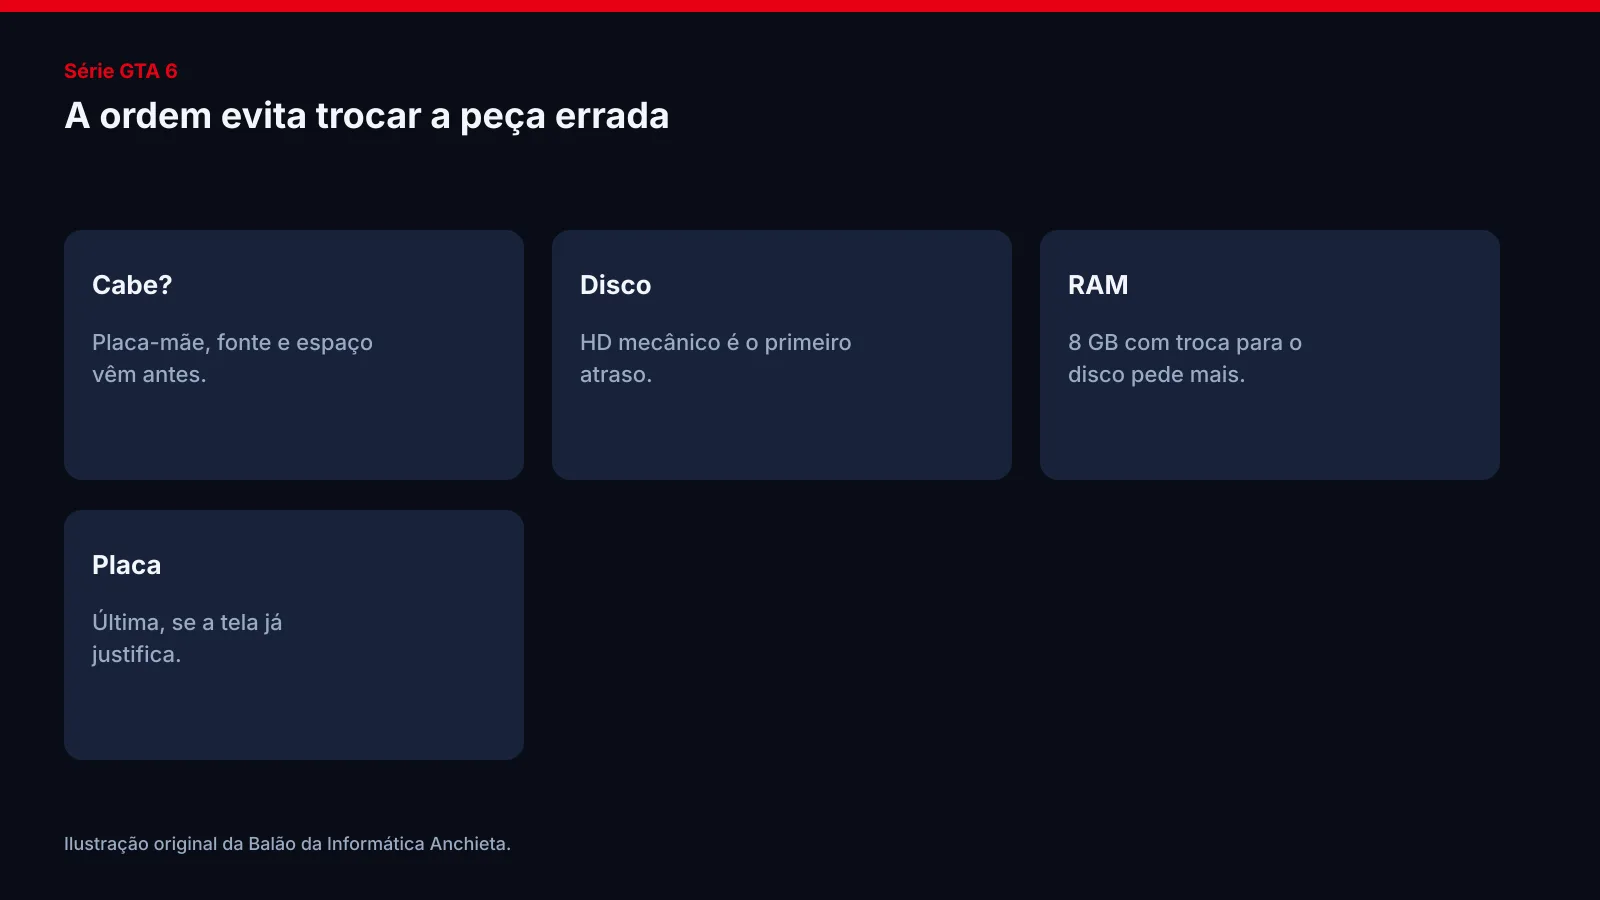 Série GTA 6
A ordem evita trocar a peça errada
Cabe?
Placa-mãe, fonte e espaço
vêm antes.
Disco
HD mecânico é o primeiro
atraso.
RAM
8 GB com troca para o
disco pede mais.
Placa
Última, se a tela já
justifica.
Ilustração original da Balão da Informática Anchieta.